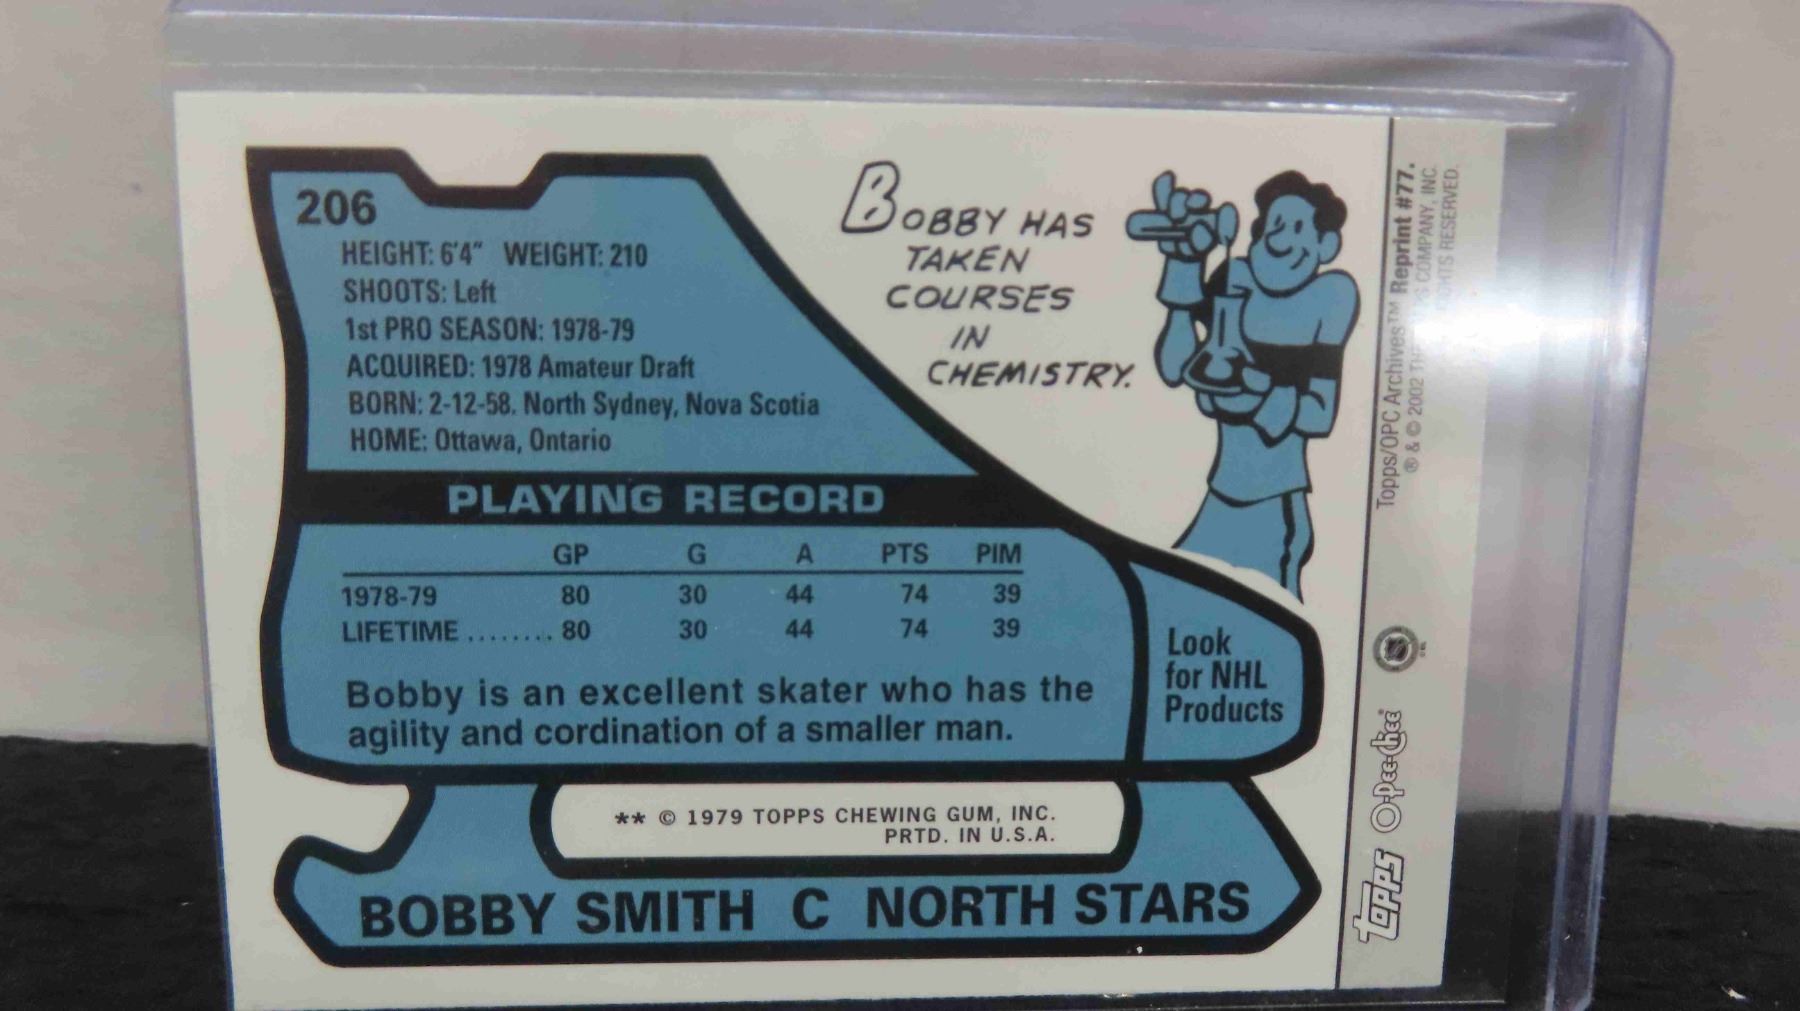 206
HEIGHT: 6'4" WEIGHT: 210
SHOOTS: Left
1st PRO SEASON: 1978-79
ACQUIRED: 1978 Amateur Draft
BORN: 2-12-58. North Sydney, Nova Scotia
HOME: Ottawa, Ontario
BOBBY HAS
TAKEN
COURSES
IN
CHEMISTRY.
PLAYING RECORD
GP G A PTS PIM
1978-79 80 30 44 74 39
LIFETIME ........ 80 30 44 74 39
Bobby is an excellent skater who has the
agility and cordination of a smaller man.
Look
for NHL
Products
** © 1979 TOPPS CHEWING GUM, INC.
PRTD. IN U.S.A.
BOBBY SMITH C NORTH STARS
Topps/OPC Archives™ Reprint #77.
® & © 2002 COMPANY, INC.
RESERVED.
Topps O-Pee-Chee®